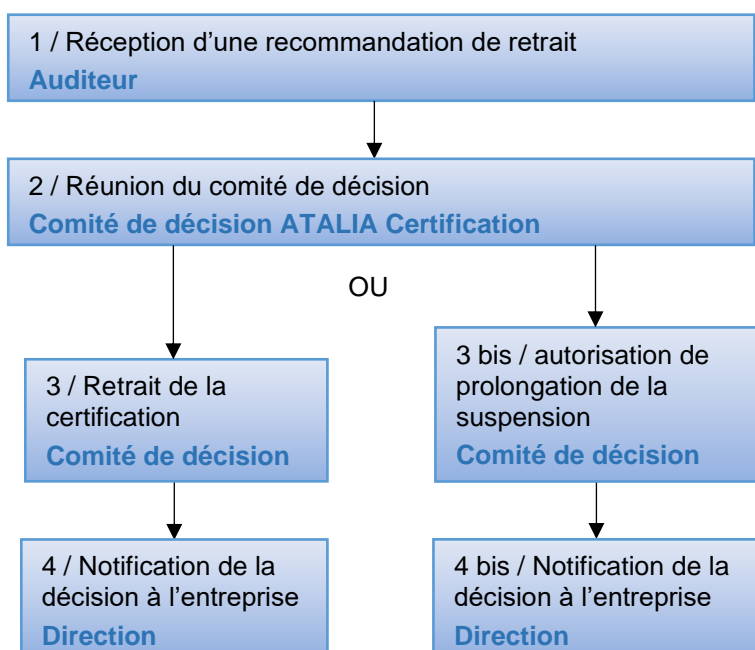 1 / Réception d’une recommandation de retrait
Auditeur
2 / Réunion du comité de décision
Comité de décision ATALIA Certification
OU
3 / Retrait de la
certification
Comité de décision
3 bis / autorisation de
prolongation de la
suspension
Comité de décision
4 / Notification de la
décision à l’entreprise
Direction
4 bis / Notification de la
décision à l’entreprise
Direction